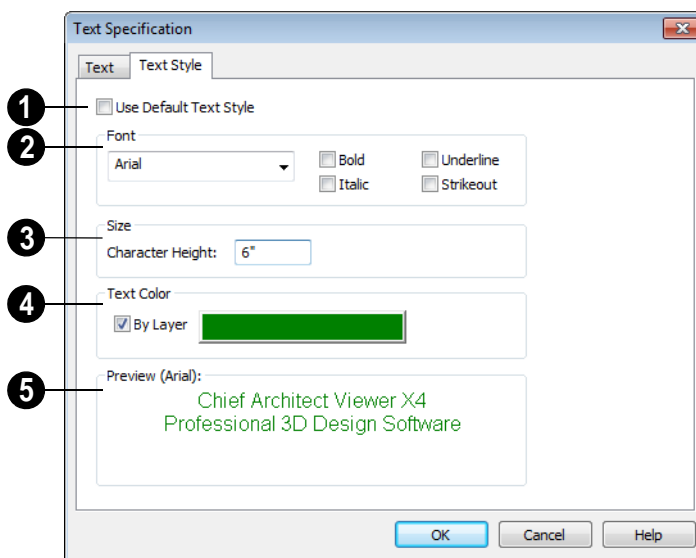 Text Specification
Text
Text Style
1
Use Default Text Style
2
Font
Arial
Bold
Underline
Italic
Strikeout
3
Size
Character Height:
6"
4
Text Color
By Layer
5
Preview (Arial):
Chief Architect Viewer X4
Professional 3D Design Software
OK
Cancel
Help